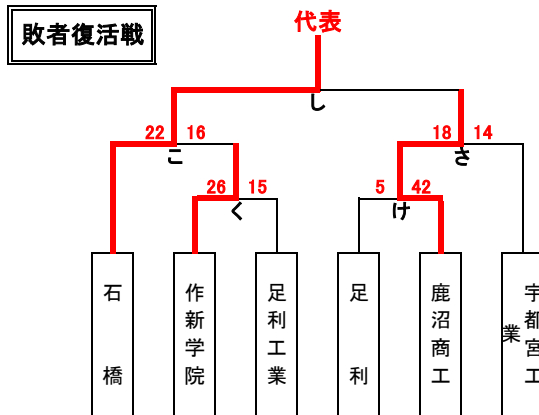 敗者復活戦
代表
し
22 16
18 14
こ
さ
26 15
5 42
く
け
石橋
作新学院
足利工業
足利
鹿沼商工
宇都宮工業